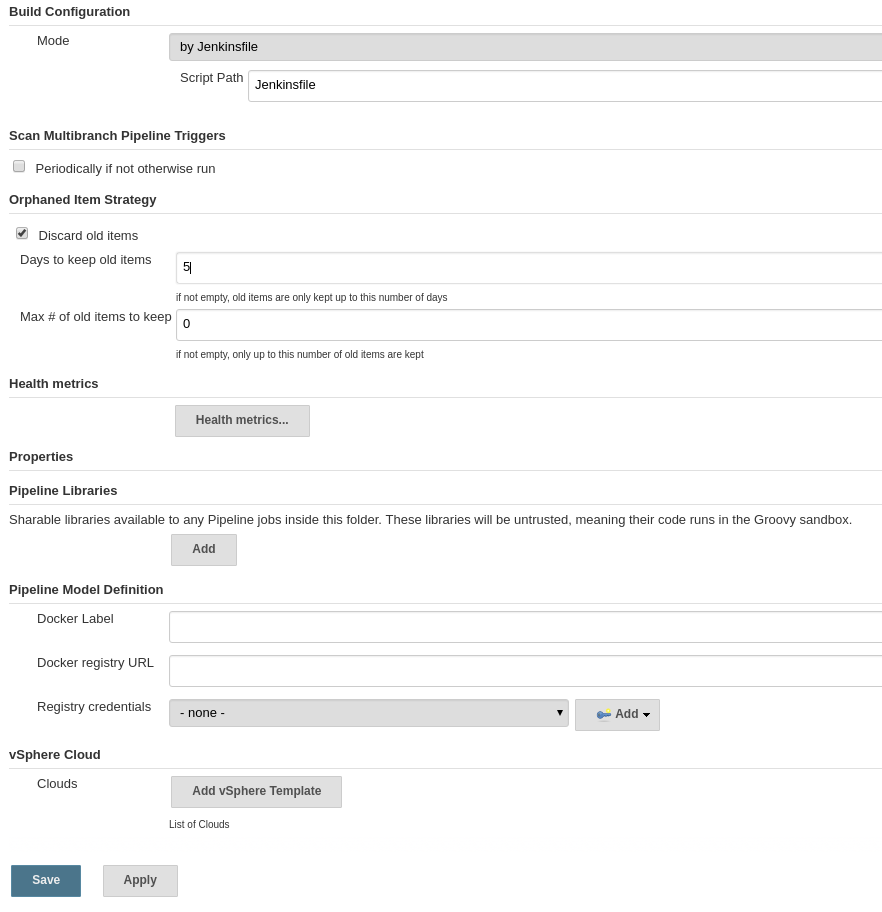 Build Configuration
Mode
by Jenkinsfile
Script Path
Jenkinsfile
Scan Multibranch Pipeline Triggers
Periodically if not otherwise run
Orphaned Item Strategy
Discard old items
Days to keep old items
5
if not empty, old items are only kept up to this number of days
Max # of old items to keep
0
if not empty, only up to this number of old items are kept
Health metrics
Health metrics...
Properties
Pipeline Libraries
Sharable libraries available to any Pipeline jobs inside this folder. These libraries will be untrusted, meaning their code runs in the Groovy sandbox.
Add
Pipeline Model Definition
Docker Label
Docker registry URL
Registry credentials
- none -
Add
vSphere Cloud
Clouds
Add vSphere Template
List of Clouds
Save
Apply